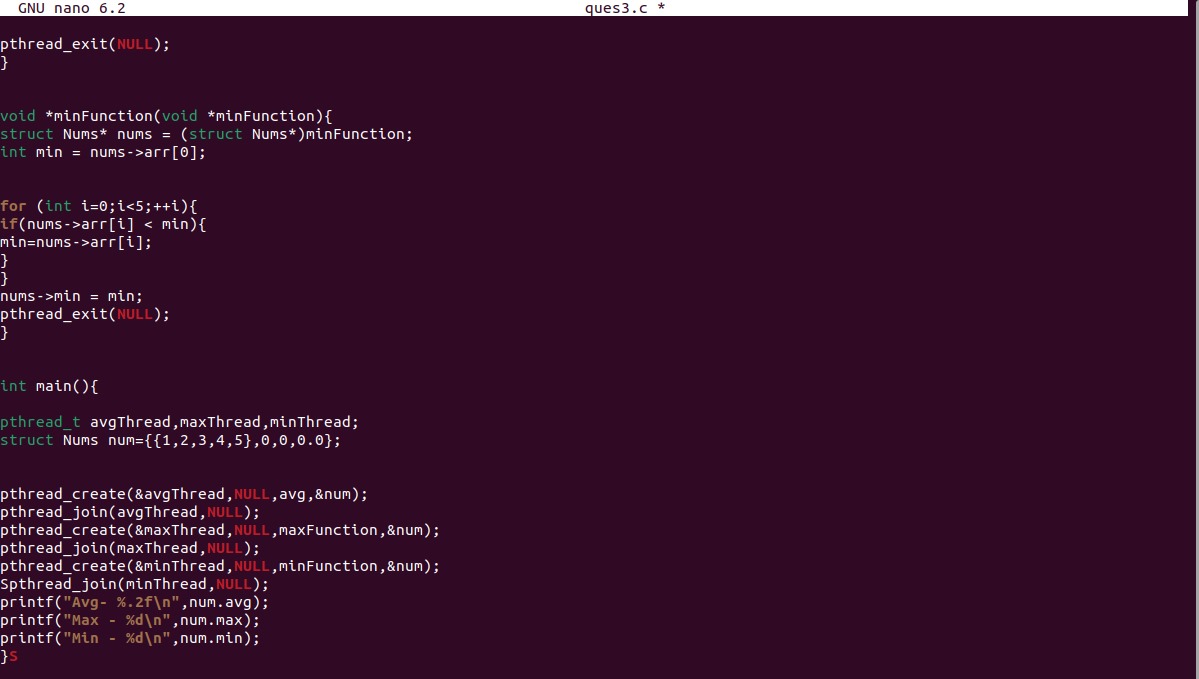 GNU nano 6.2 ques3.c *
pthread_exit(NULL);
}
void *minFunction(void *minFunction){
struct Nums* nums = (struct Nums*)minFunction;
int min = nums->arr[0];
for (int i=0;i<5;++i){
if(nums->arr[i] < min){
min=nums->arr[i];
}
}
nums->min = min;
pthread_exit(NULL);
}
int main(){
pthread_t avgThread,maxThread,minThread;
struct Nums num={{1,2,3,4,5},0,0,0.0};
pthread_create(&avgThread,NULL,avg,&num);
pthread_join(avgThread,NULL);
pthread_create(&maxThread,NULL,maxFunction,&num);
pthread_join(maxThread,NULL);
pthread_create(&minThread,NULL,minFunction,&num);
Spthread_join(minThread,NULL);
printf("Avg- %.2f\n",num.avg);
printf("Max - %d\n",num.max);
printf("Min - %d\n",num.min);
}S